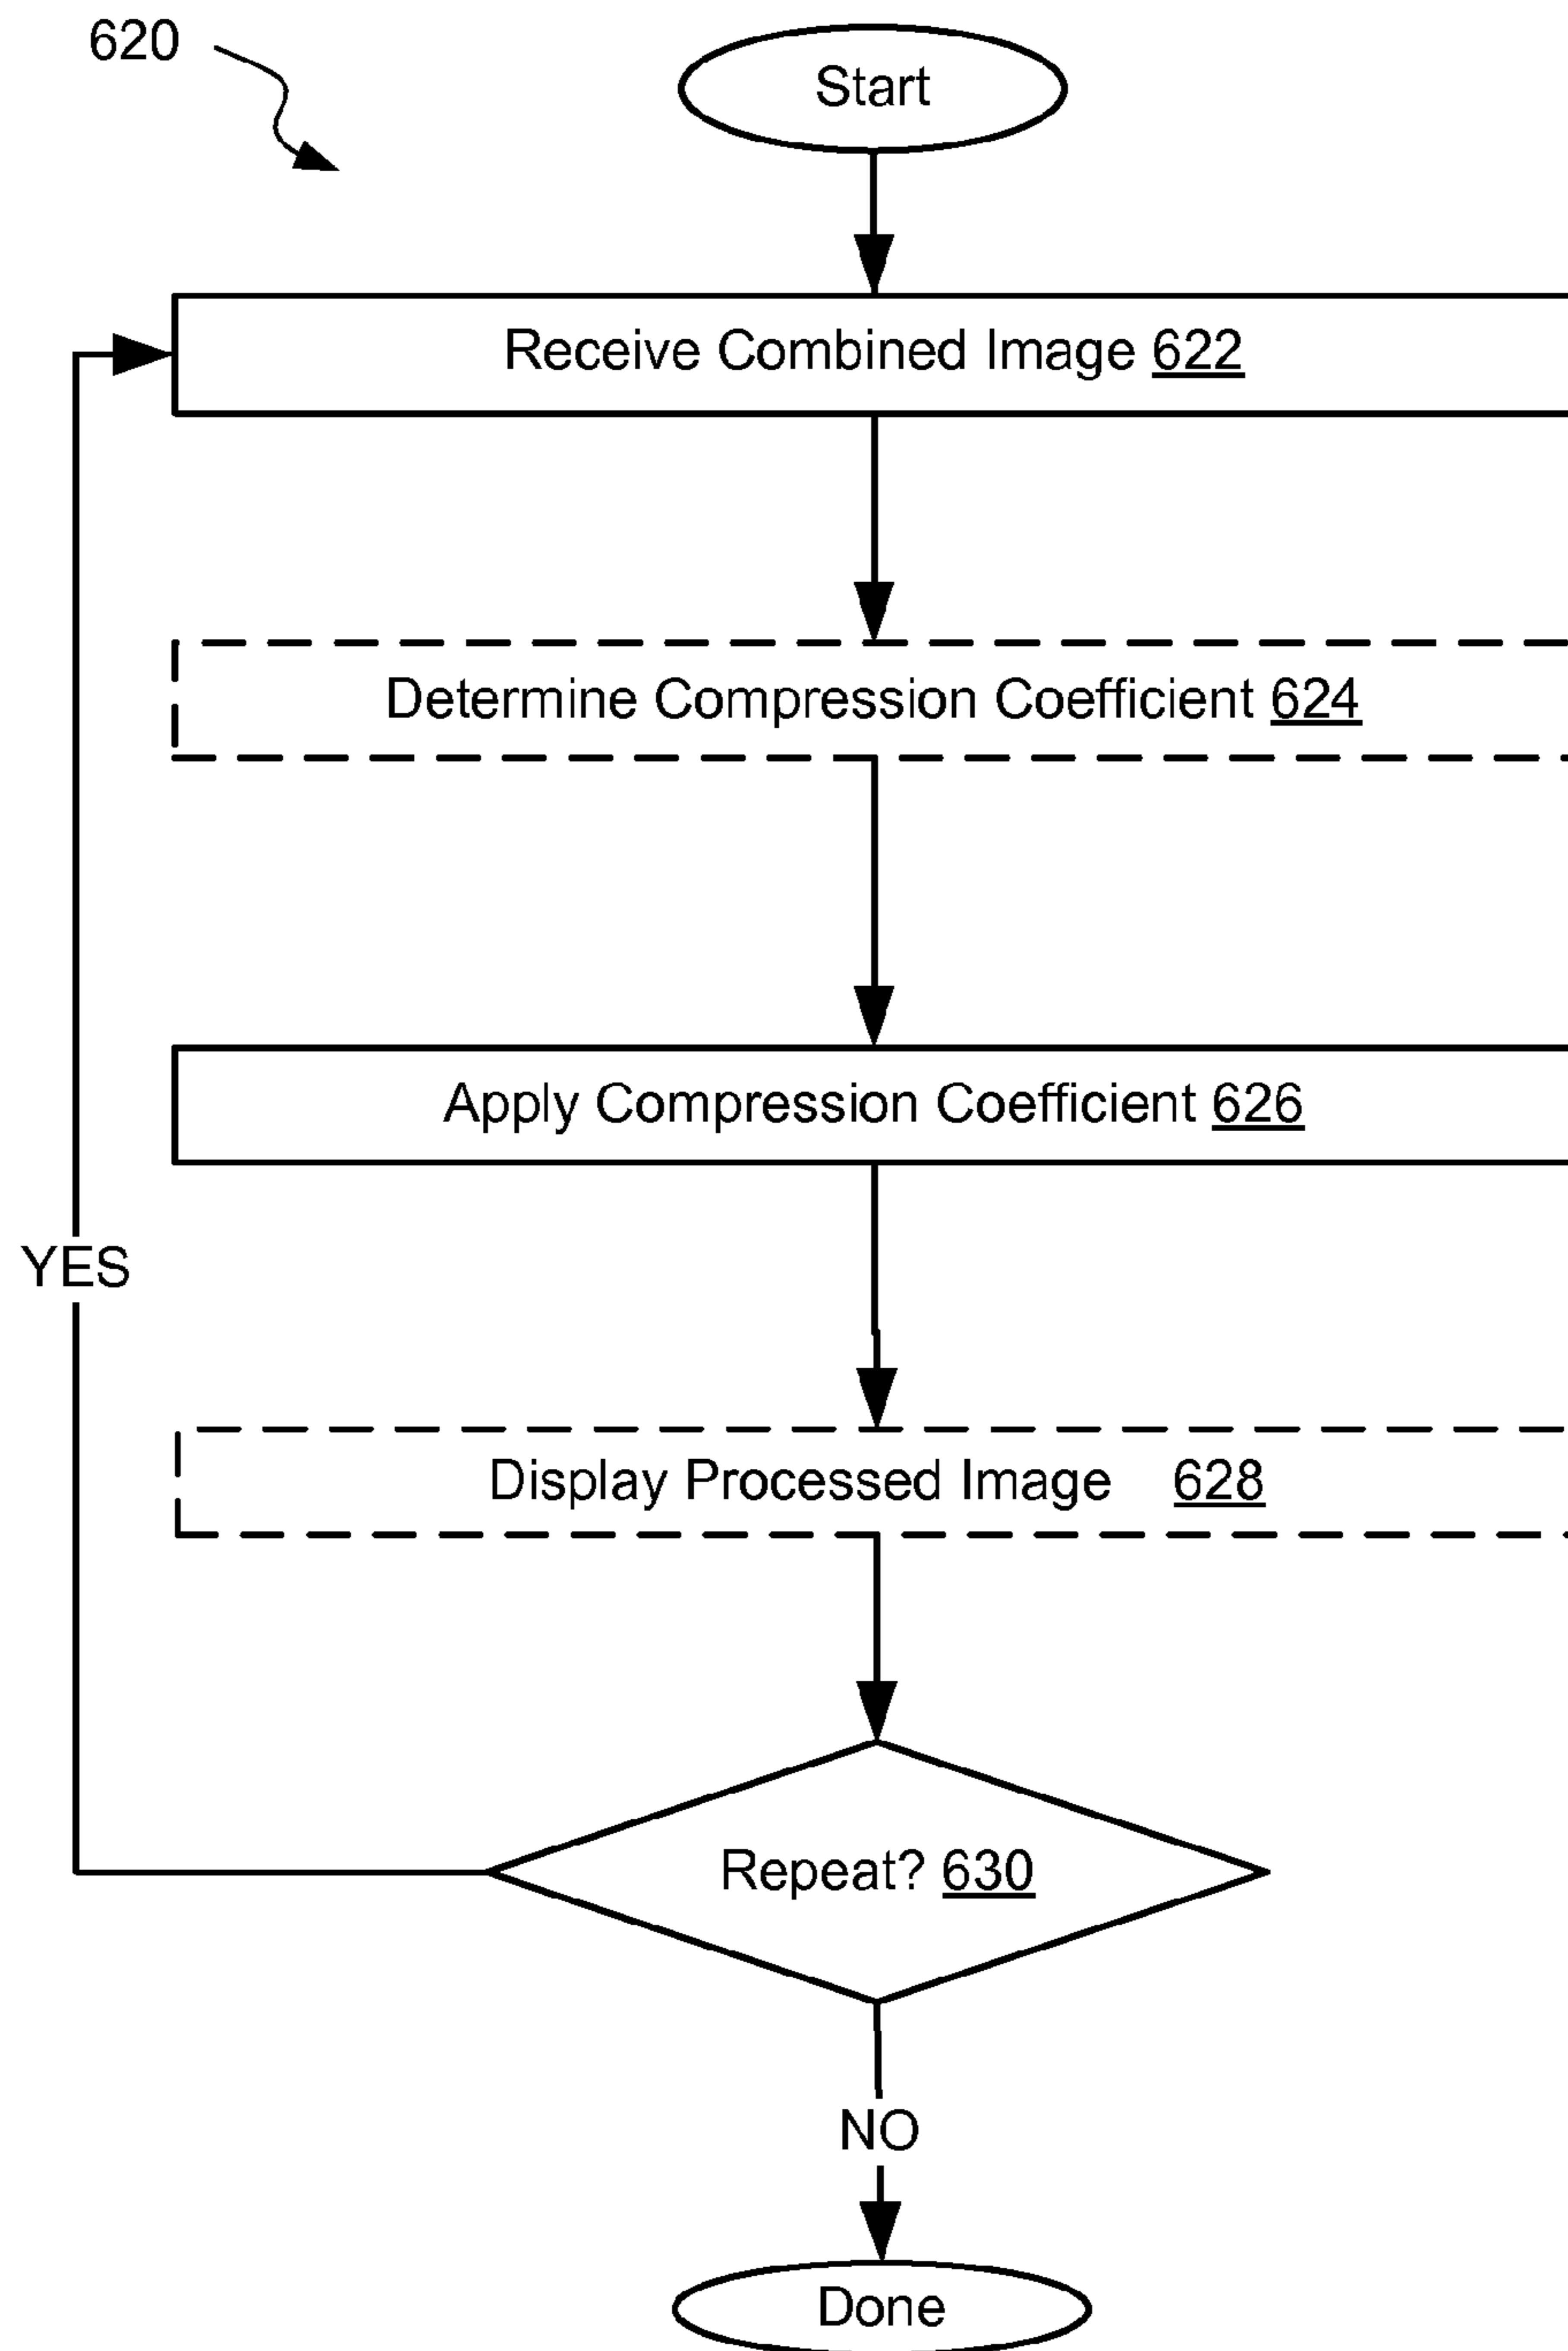 620
Start
Receive Combined Image 622
Determine Compression Coefficient 624
Apply Compression Coefficient 626
YES
Display Processed Image 628
Repeat? 630
NO
Done